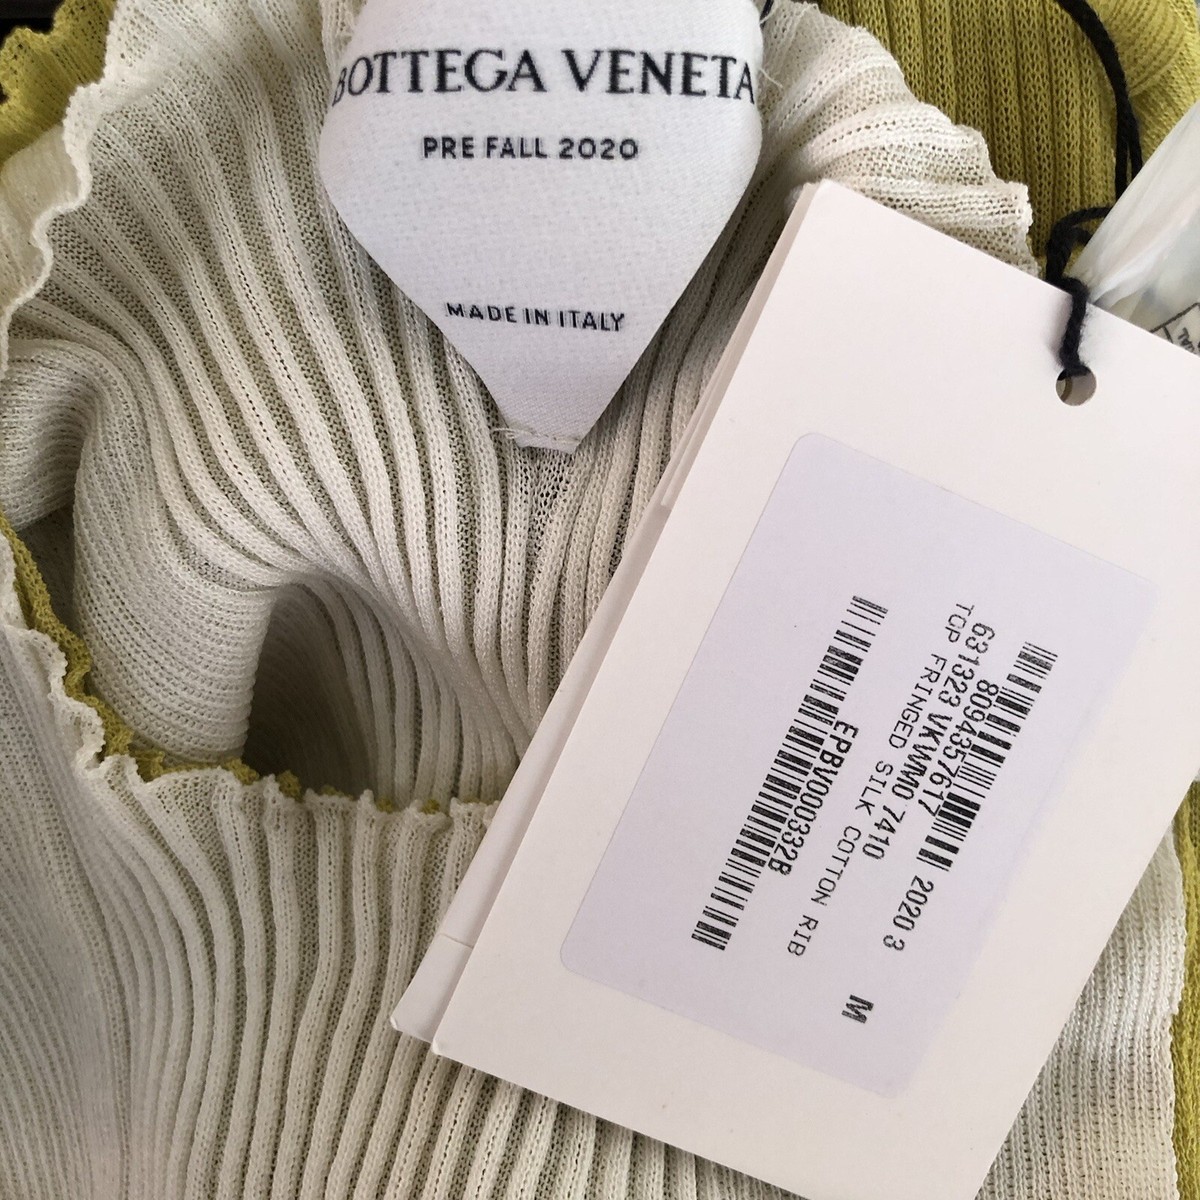 BOTTEGA VENETA
PRE FALL 2020
MADE IN ITALY
8094357617 2020 3
631323 VKWM0 7410
TOP FRINGED SILK COTTON RIB
M
EPBV000332B